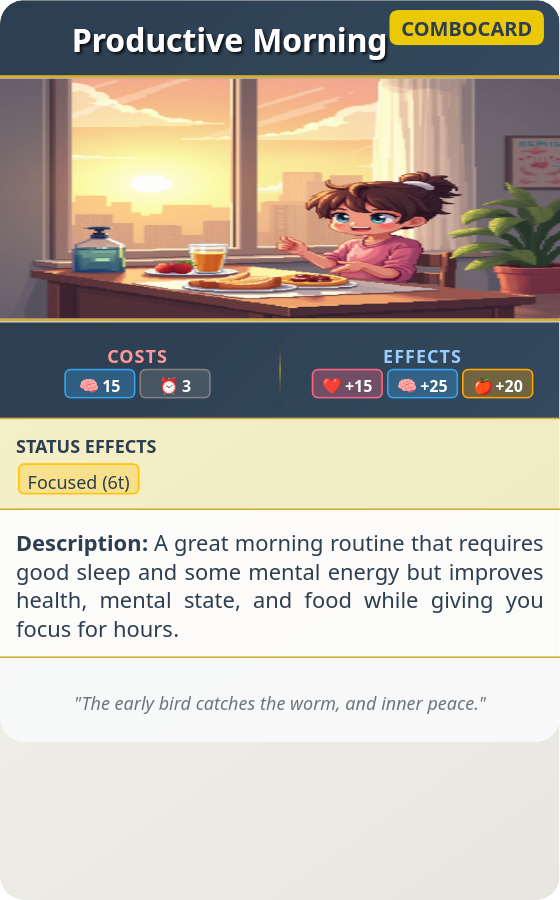 Productive Morning
COMBOCARD
COSTS
🧠 15
⏰ 3
EFFECTS
❤️ +15
🧠 +25
🍎 +20
STATUS EFFECTS
Focused (6t)
Description: A great morning routine that requires
good sleep and some mental energy but improves
health, mental state, and food while giving you
focus for hours.
"The early bird catches the worm, and inner peace."